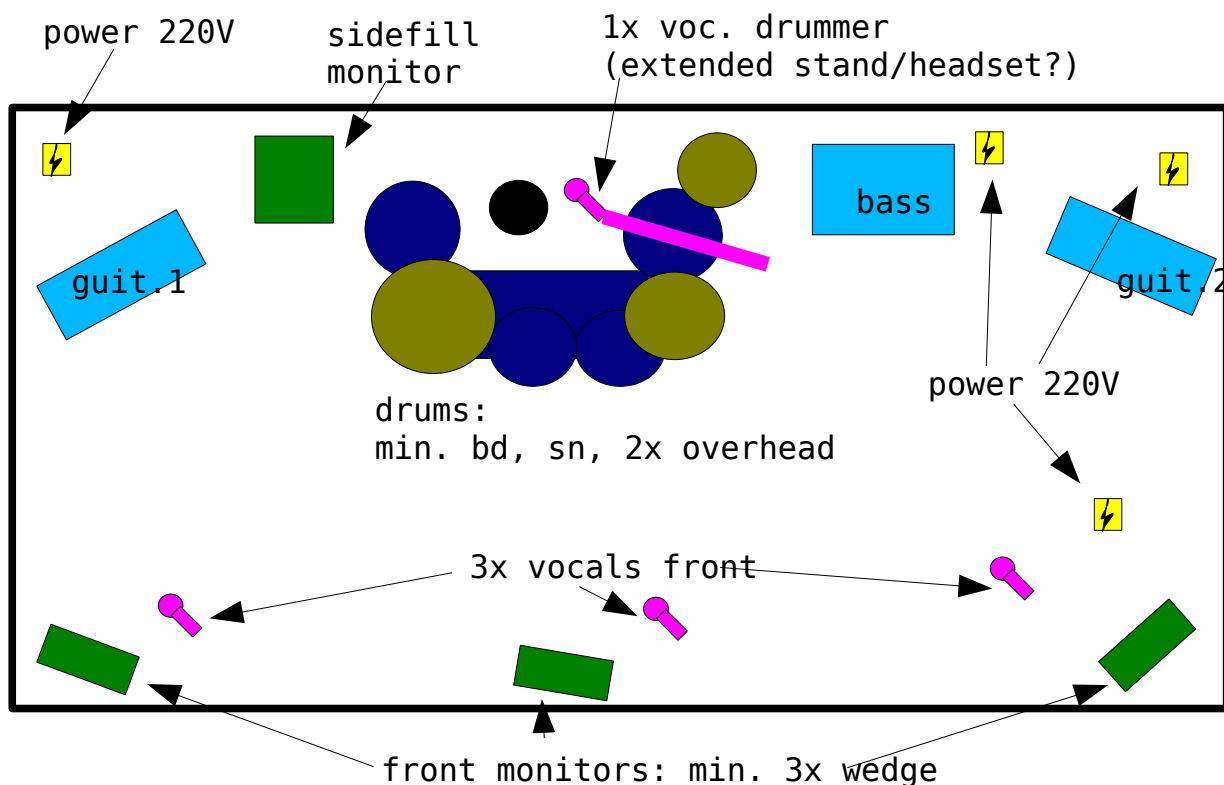 power 220V
sidefill
monitor
1x voc. drummer
(extended stand/headset?)
bass
guit.1
guit.2
power 220V
drums:
min. bd, sn, 2x overhead
3x vocals front
front monitors: min. 3x wedge